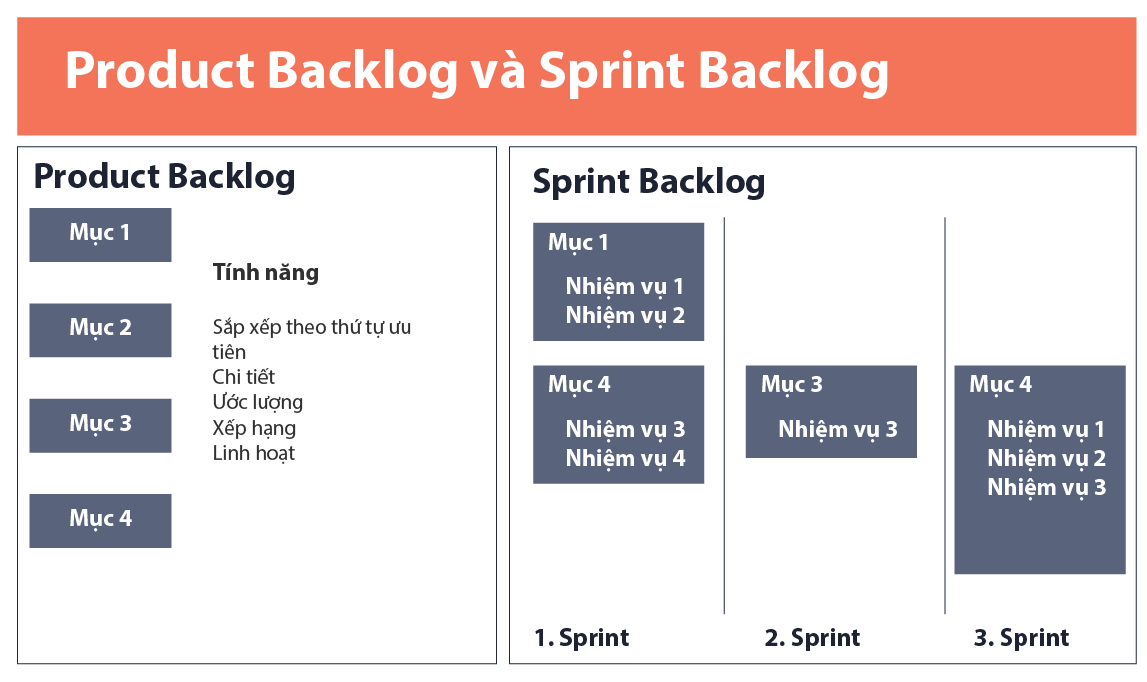 Product Backlog và Sprint Backlog
Product Backlog
Mục 1
Mục 2
Mục 3
Mục 4
Tính năng
Sắp xếp theo thứ tự ưu
tiên
Chi tiết
Ước lượng
Xếp hạng
Linh hoạt
Sprint Backlog
Mục 1
Nhiệm vụ 1
Nhiệm vụ 2
Mục 4
Nhiệm vụ 3
Nhiệm vụ 4
1. Sprint
Mục 3
Nhiệm vụ 3
2. Sprint
Mục 4
Nhiệm vụ 1
Nhiệm vụ 2
Nhiệm vụ 3
3. Sprint